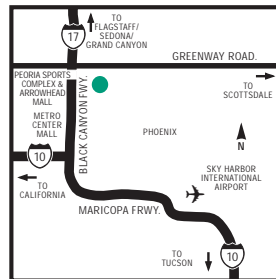 TO
FLAGSTAFF/
SEDONA/
GRAND CANYON
17
GREENWAY ROAD.
PEORIA SPORTS
COMPLEX &
ARROWHEAD
MALL
METRO
CENTER
MALL
BLACK CANYON FWY.
TO
SCOTTSDALE
PHOENIX
N
10
SKY HARBOR
INTERNATIONAL
AIRPORT
TO
CALIFORNIA
MARICOPA FRWY.
TO
TUCSON
10